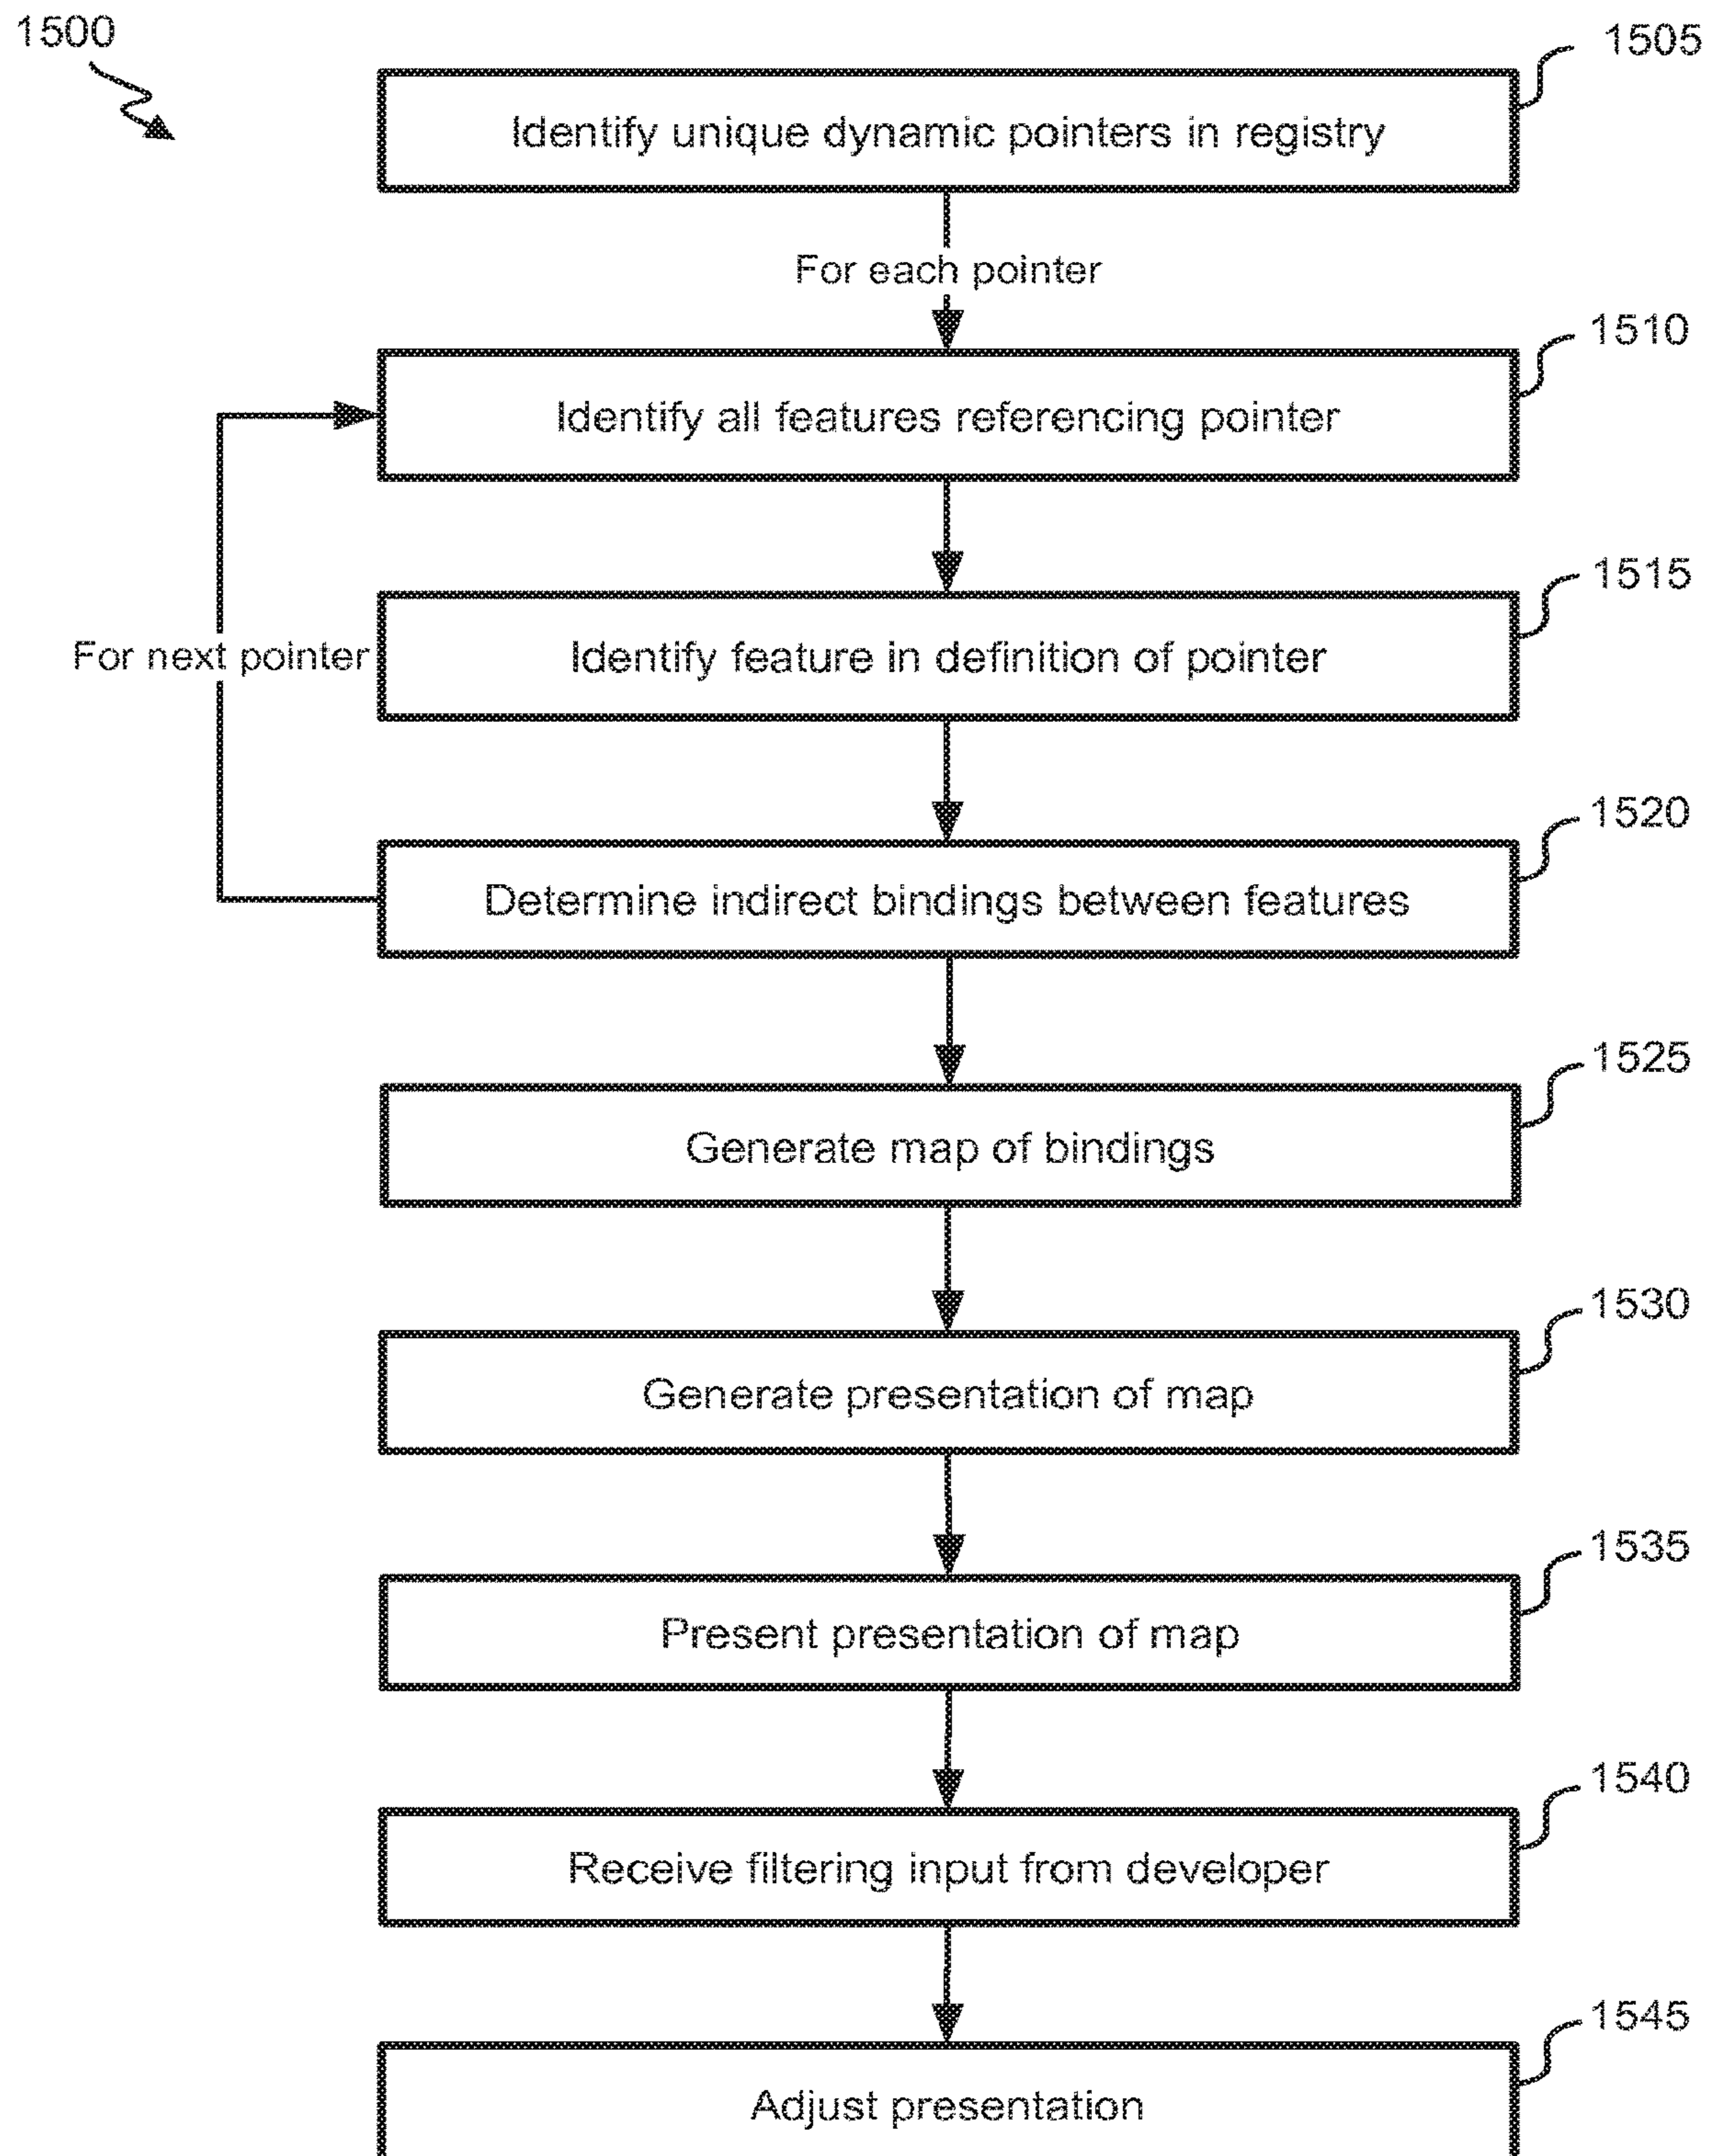 1500
1505
Identify unique dynamic pointers in registry
For each pointer
1510
Identify all features referencing pointer
1515
For next pointer
Identify feature in definition of pointer
1520
Determine indirect bindings between features
1525
Generate map of bindings
1530
Generate presentation of map
1535
Present presentation of map
1540
Receive filtering input from developer
1545
Adjust presentation